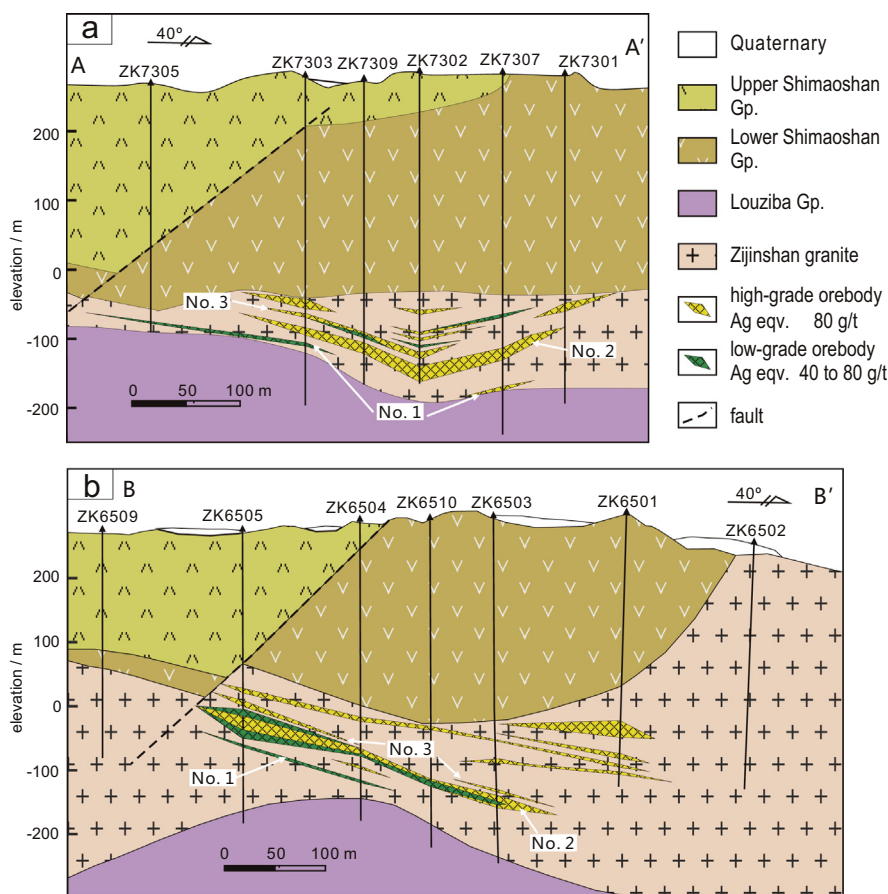 a
40°
A
A′
ZK7305
ZK7303
ZK7309
ZK7302
ZK7307
ZK7301
200
100
0
-100
-200
elevation / m
No. 3
No. 2
No. 1
0 50 100 m
Quaternary
Upper Shimaoshan
Gp.
Lower Shimaoshan
Gp.
Louziba Gp.
Zijinshan granite
high-grade orebody
Ag eqv. 80 g/t
low-grade orebody
Ag eqv. 40 to 80 g/t
fault
b
B
B′
40°
ZK6509
ZK6505
ZK6504
ZK6510
ZK6503
ZK6501
ZK6502
200
100
0
-100
-200
elevation / m
No. 3
No. 1
No. 2
0 50 100 m